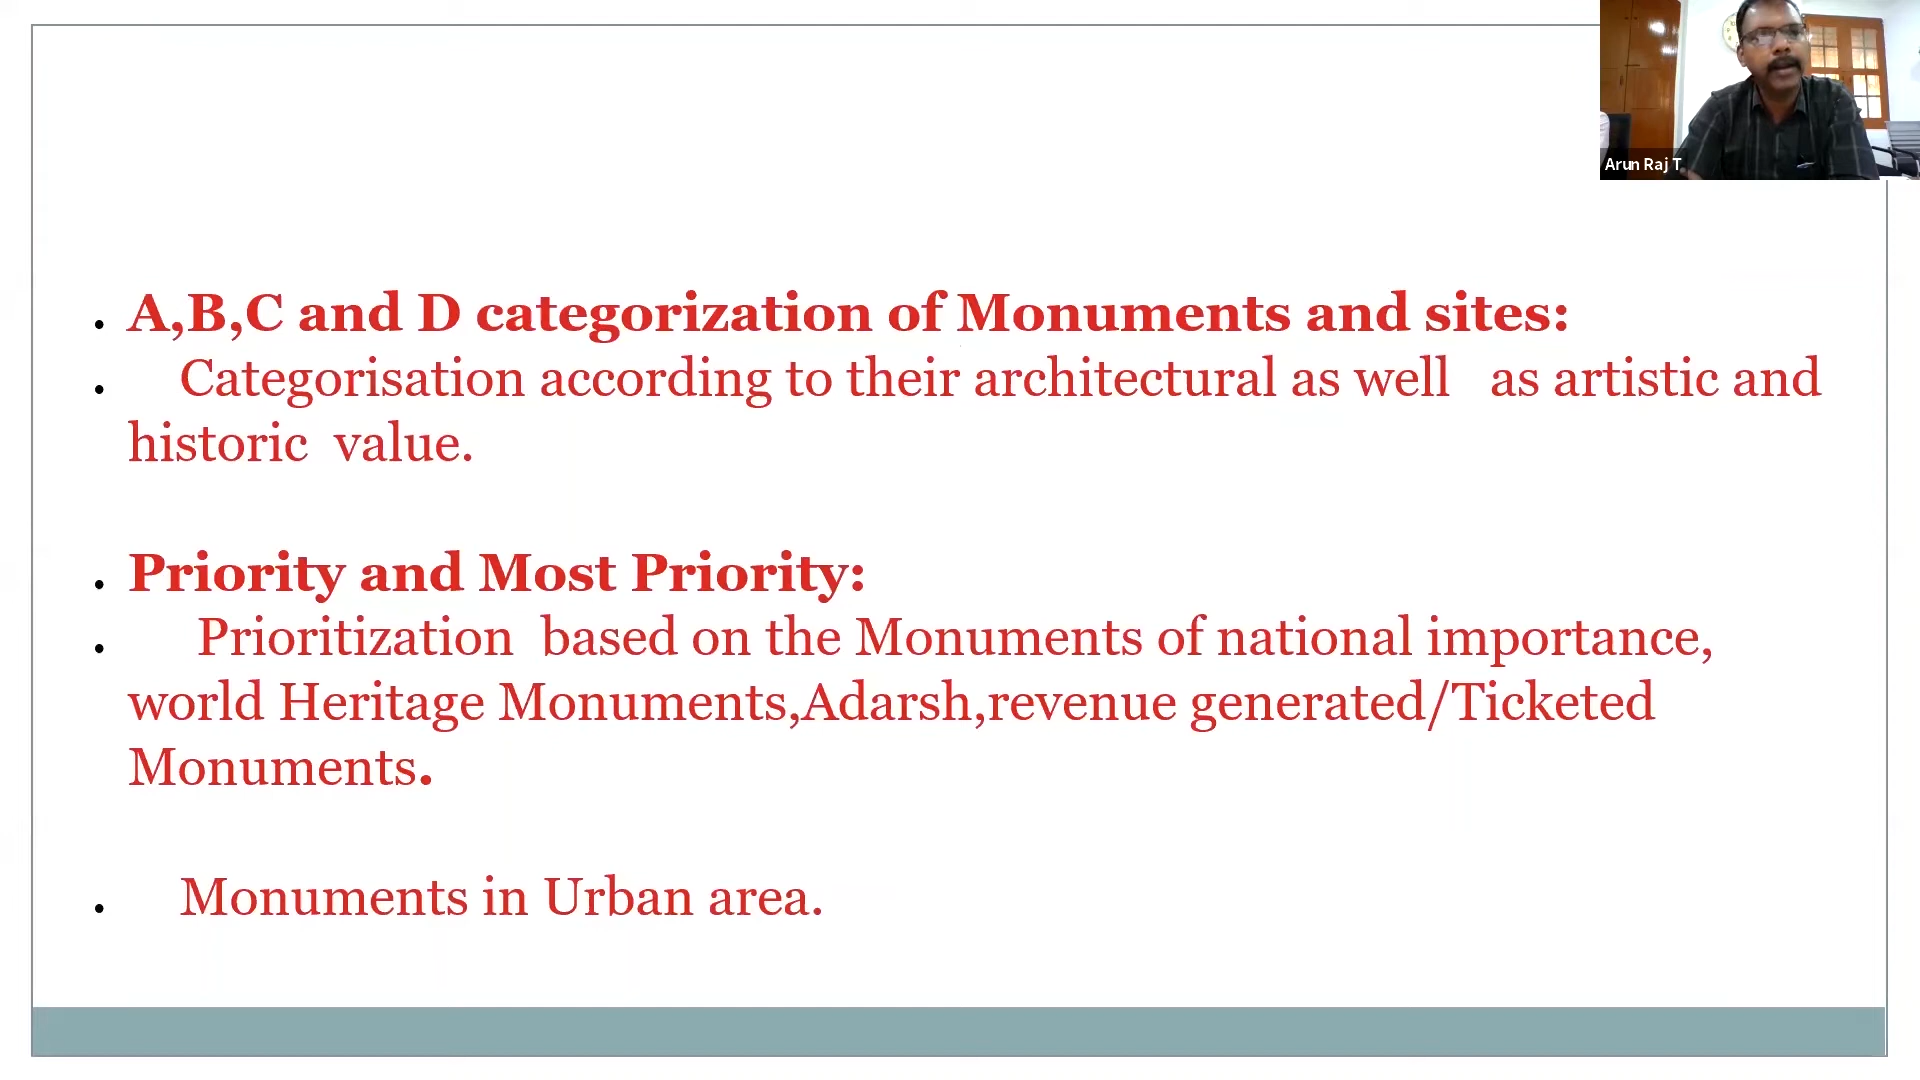 Arun Raj T
• A,B,C and D categorization of Monuments and sites:
• Categorisation according to their architectural as well as artistic and
historic value.
• Priority and Most Priority:
• Prioritization based on the Monuments of national importance,
world Heritage Monuments,Adarsh,revenue generated/Ticketed
Monuments.
• Monuments in Urban area.